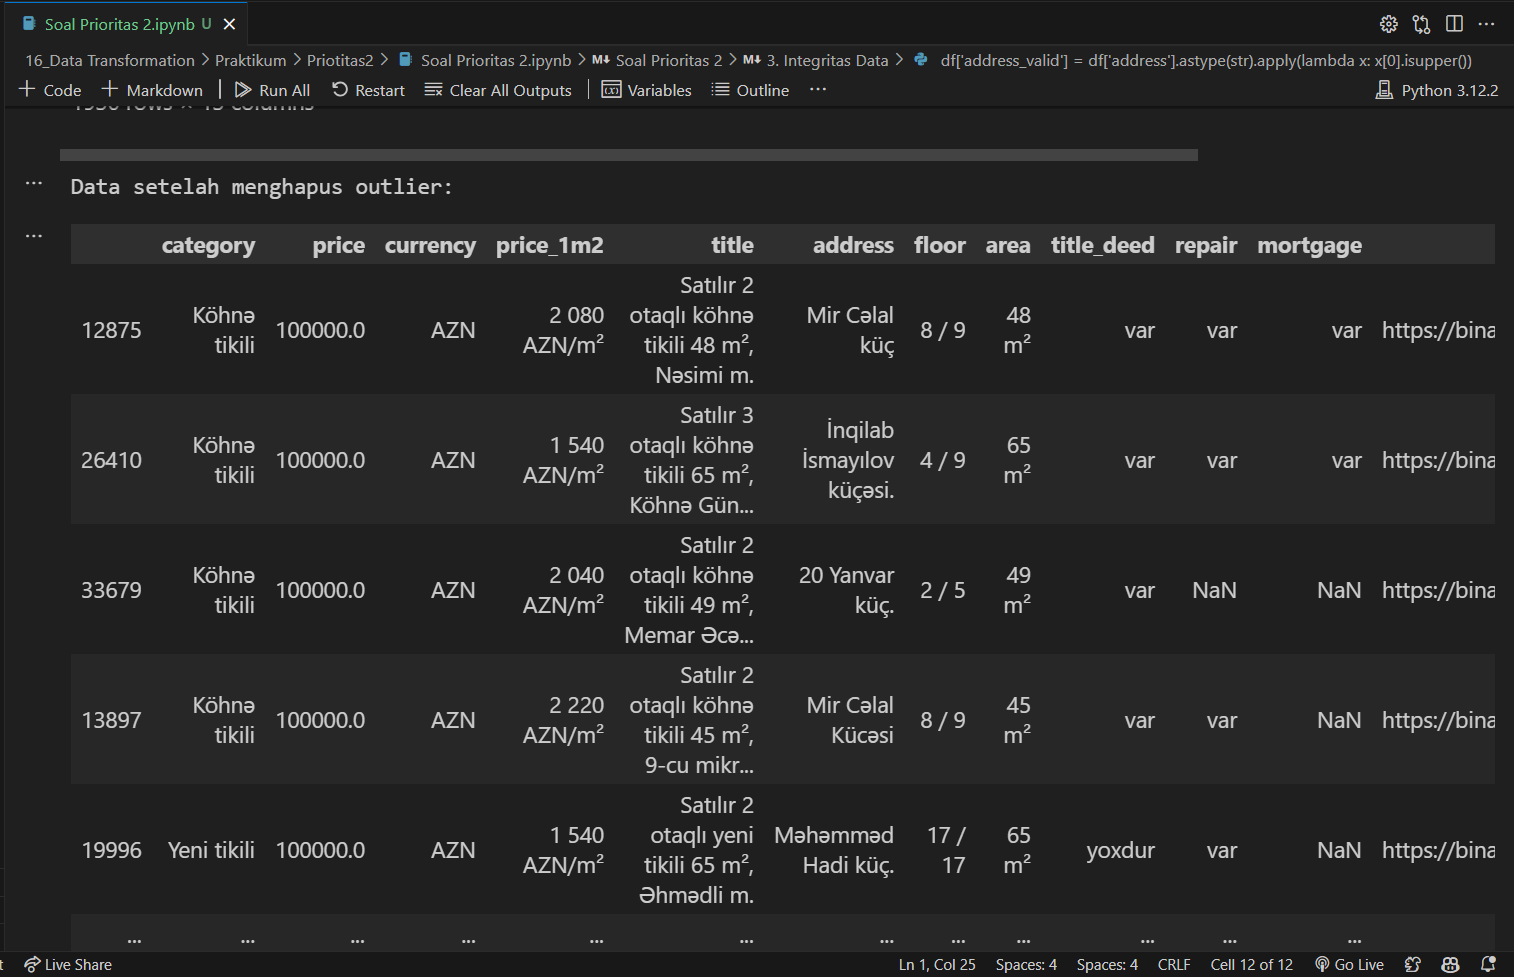 Soal Prioritas 2.ipynb U
16_Data Transformation > Praktikum > Priotitas2 > Soal Prioritas 2.ipynb > M↓ Soal Prioritas 2 > M↓ 3. Integritas Data > df['address_valid'] = df['address'].astype(str).apply(lambda x: x[0].isupper())
+ Code + Markdown | Run All Restart Clear All Outputs | Variables Outline ... Python 3.12.2
... Data setelah menghapus outlier:
...
category price currency price_1m2 title address floor area title_deed repair mortgage
12875 Köhnə tikili 100000.0 AZN 2 080 AZN/m² Satılır 2 otaqlı köhnə tikili 48 m², Nəsimi m. Mir Cəlal küç 8 / 9 48 m² var var var https://bina
26410 Köhnə tikili 100000.0 AZN 1 540 AZN/m² Satılır 3 otaqlı köhnə tikili 65 m², Köhnə Gün... İnqilab İsmayılov küçəsi. 4 / 9 65 m² var var var https://bina
33679 Köhnə tikili 100000.0 AZN 2 040 AZN/m² Satılır 2 otaqlı köhnə tikili 49 m², Memar Əcə... 20 Yanvar küç. 2 / 5 49 m² var NaN NaN https://bina
13897 Köhnə tikili 100000.0 AZN 2 220 AZN/m² Satılır 2 otaqlı köhnə tikili 45 m², 9-cu mikr... Mir Cəlal Kücəsi 8 / 9 45 m² var var NaN https://bina
19996 Yeni tikili 100000.0 AZN 1 540 AZN/m² Satılır 2 otaqlı yeni tikili 65 m², Əhmədli m. Məhəmməd Hadi küç. 17 / 17 65 m² yoxdur var NaN https://bina
... ... ... ... ... ... ... ... ... ... ... ...
Live Share Ln 1, Col 25 Spaces: 4 Spaces: 4 CRLF Cell 12 of 12 Go Live